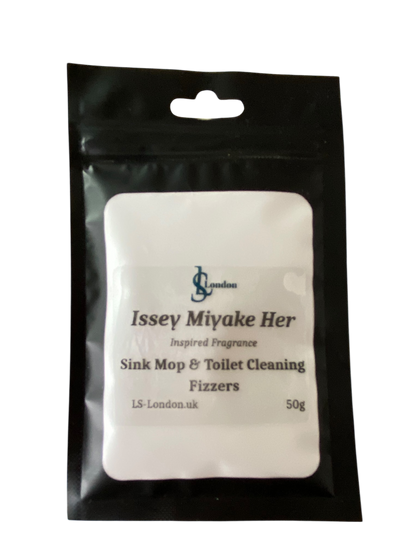 LS London
Issey Miyake Her
Inspired Fragrance
Sink Mop & Toilet Cleaning
Fizzers
LS-London.uk 50g